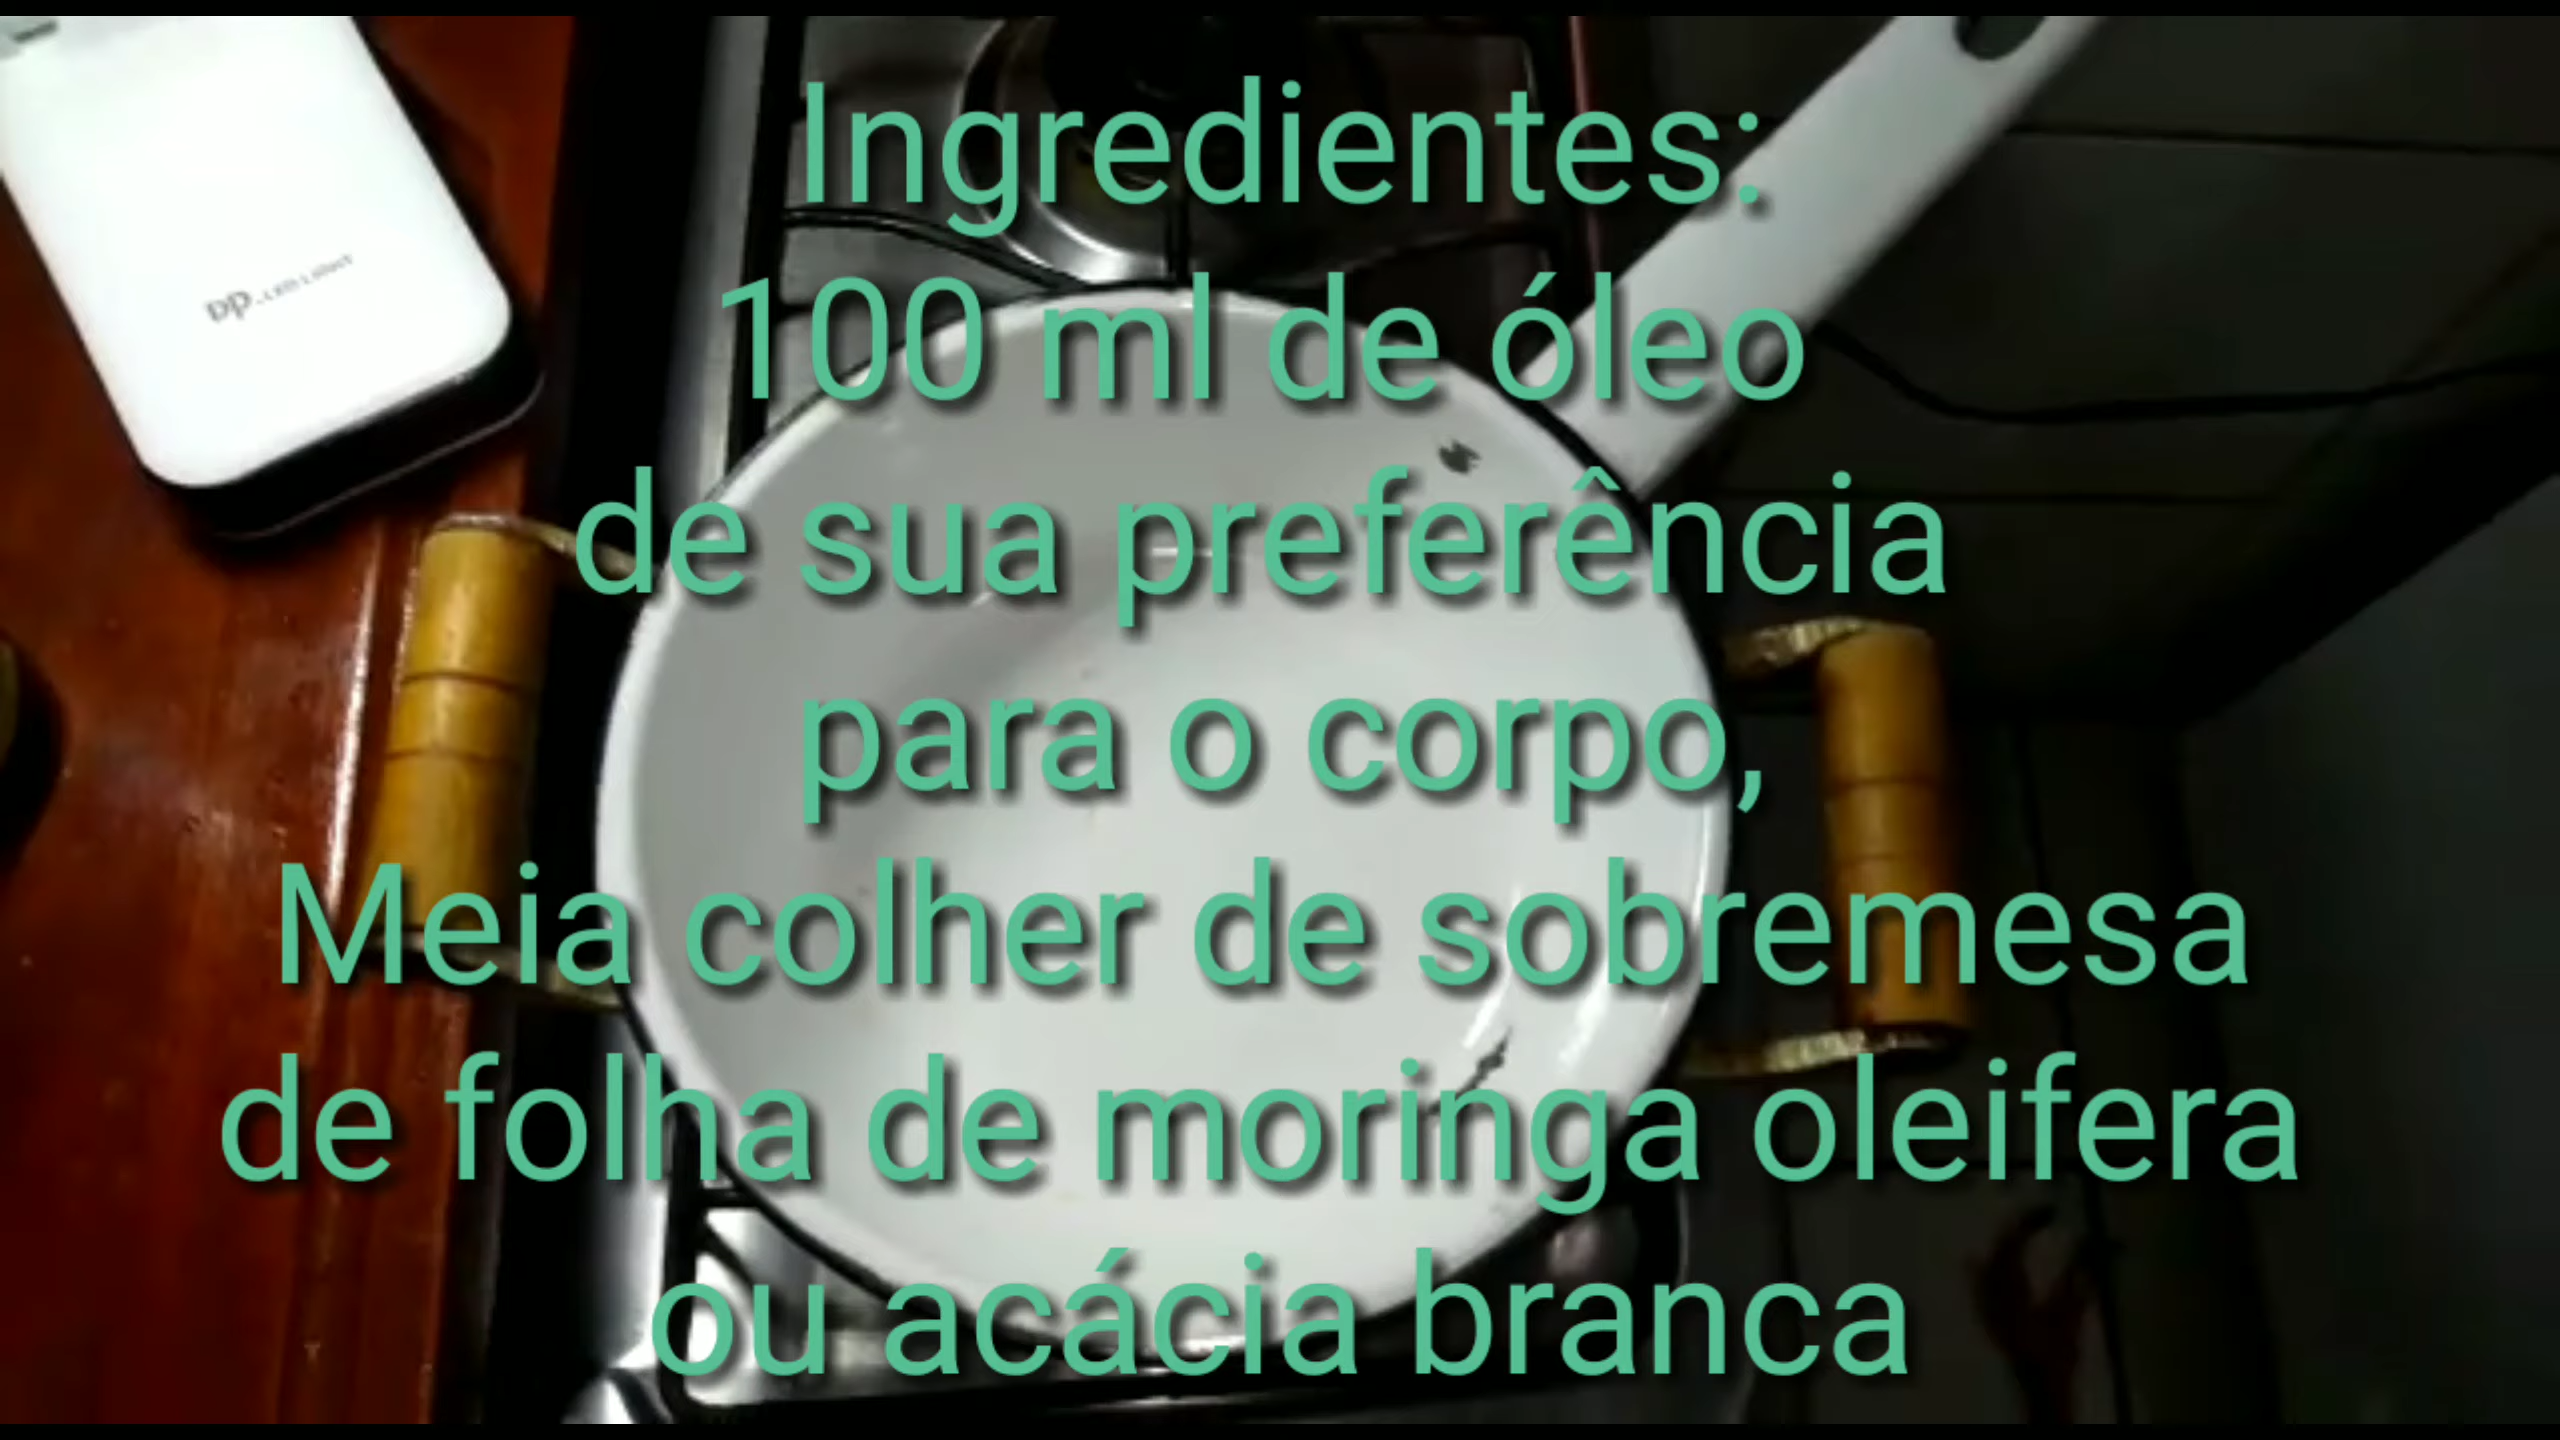 Ingredientes:
100 ml de óleo
de sua preferência
para o corpo,
Meia colher de sobremesa
de folha de moringa oleifera
ou acácia branca
DP